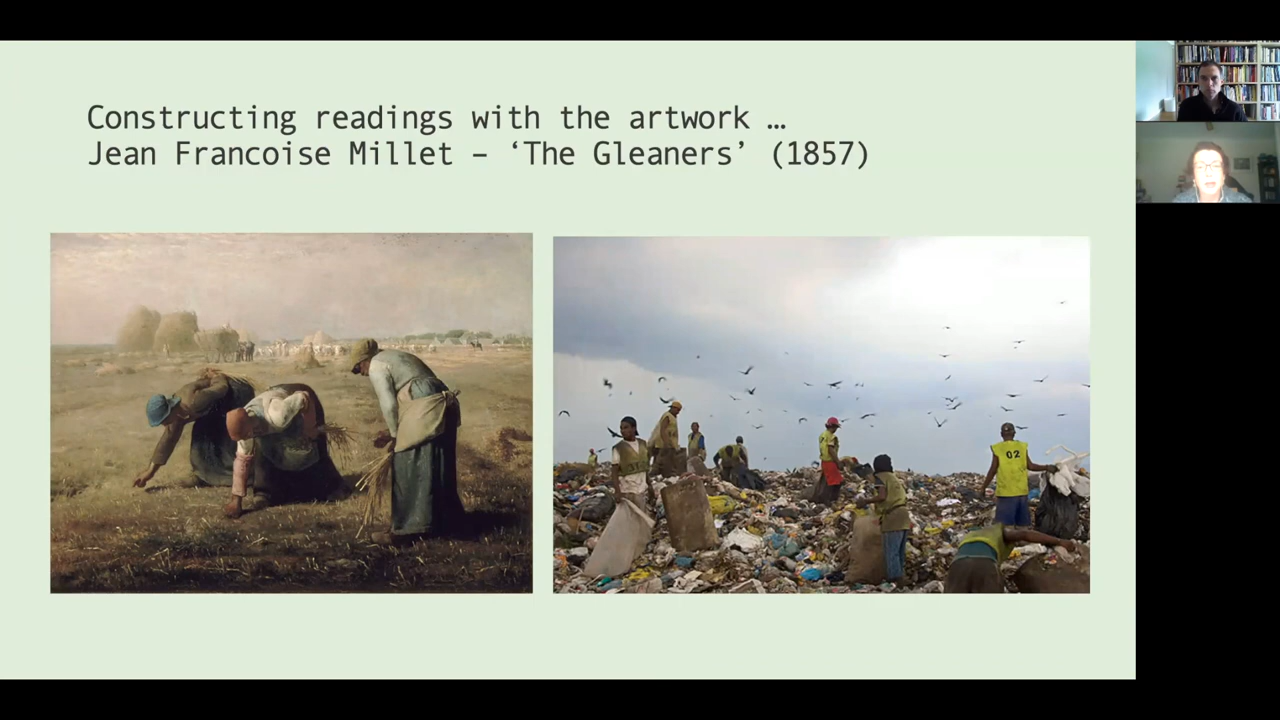 Constructing readings with the artwork …
Jean Francoise Millet – ‘The Gleaners’ (1857)
02